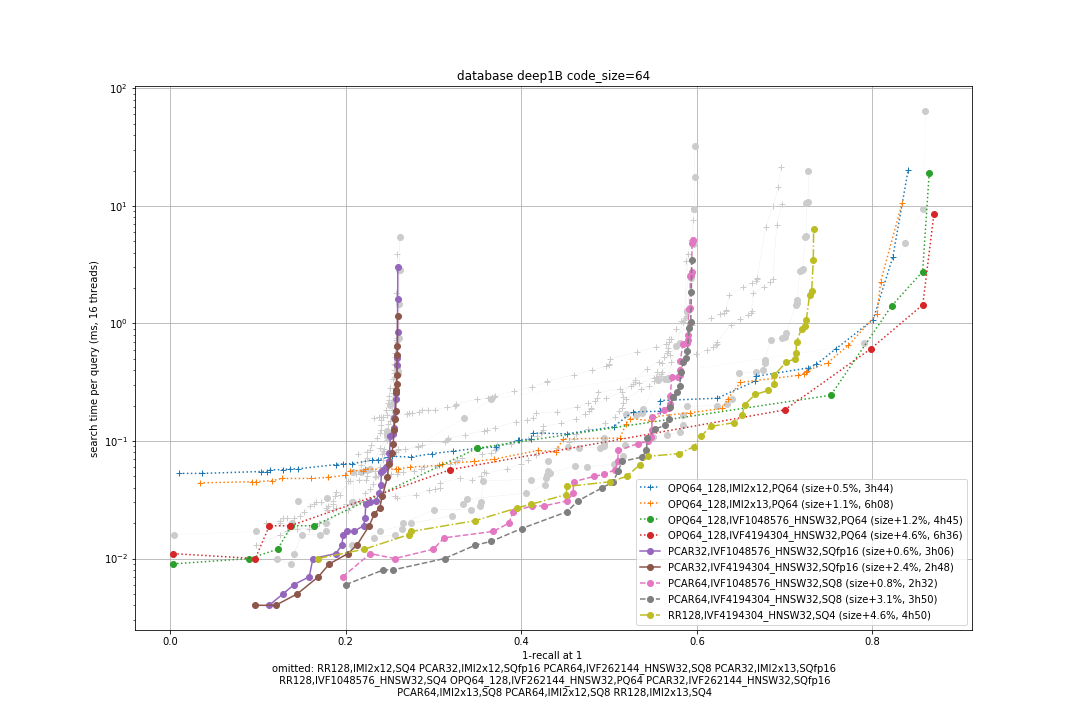 database deep1B code_size=64
search time per query (ms, 16 threads)
10²
10¹
10⁰
10⁻¹
10⁻²
0.0 0.2 0.4 0.6 0.8
1-recall at 1
OPQ64_128,IMI2x12,PQ64 (size+0.5%, 3h44)
OPQ64_128,IMI2x13,PQ64 (size+1.1%, 6h08)
OPQ64_128,IVF1048576_HNSW32,PQ64 (size+1.2%, 4h45)
OPQ64_128,IVF4194304_HNSW32,PQ64 (size+4.6%, 6h36)
PCAR32,IVF1048576_HNSW32,SQfp16 (size+0.6%, 3h06)
PCAR32,IVF4194304_HNSW32,SQfp16 (size+2.4%, 2h48)
PCAR64,IVF1048576_HNSW32,SQ8 (size+0.8%, 2h32)
PCAR64,IVF4194304_HNSW32,SQ8 (size+3.1%, 3h50)
RR128,IVF4194304_HNSW32,SQ4 (size+4.6%, 4h50)
omitted: RR128,IMI2x12,SQ4 PCAR32,IMI2x12,SQfp16 PCAR64,IVF262144_HNSW32,SQ8 PCAR32,IMI2x13,SQfp16
RR128,IVF1048576_HNSW32,SQ4 OPQ64_128,IVF262144_HNSW32,PQ64 PCAR32,IVF262144_HNSW32,SQfp16
PCAR64,IMI2x13,SQ8 PCAR64,IMI2x12,SQ8 RR128,IMI2x13,SQ4